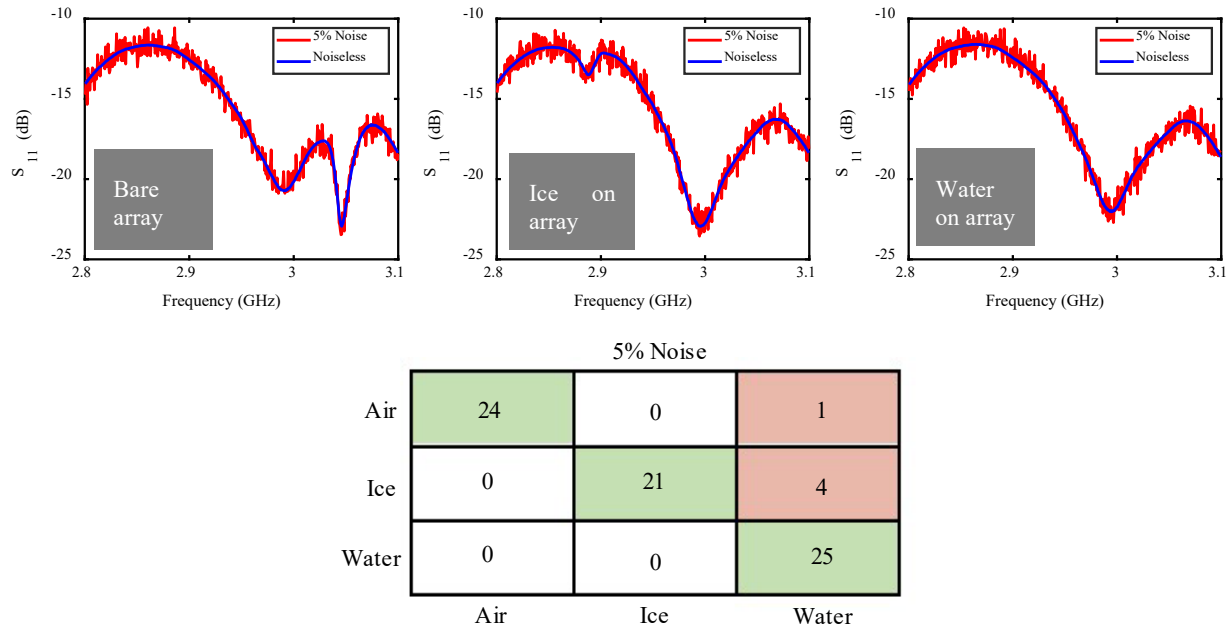 -10
5% Noise
Noiseless
-15
S 11 (dB)
-20
Bare
array
-25
2.8
2.9
3
3.1
Frequency (GHz)
-10
5% Noise
Noiseless
-15
S 11 (dB)
-20
Ice on
array
-25
2.8
2.9
3
3.1
Frequency (GHz)
-10
5% Noise
Noiseless
-15
S 11 (dB)
-20
Water
on array
-25
2.8
2.9
3
3.1
Frequency (GHz)
5% Noise
Air 24 0 1
Ice 0 21 4
Water 0 0 25
Air Ice Water